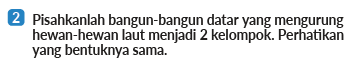 2 Pisahkanlah bangun-bangun datar yang mengurung
hewan-hewan laut menjadi 2 kelompok. Perhatikan
yang bentuknya sama.